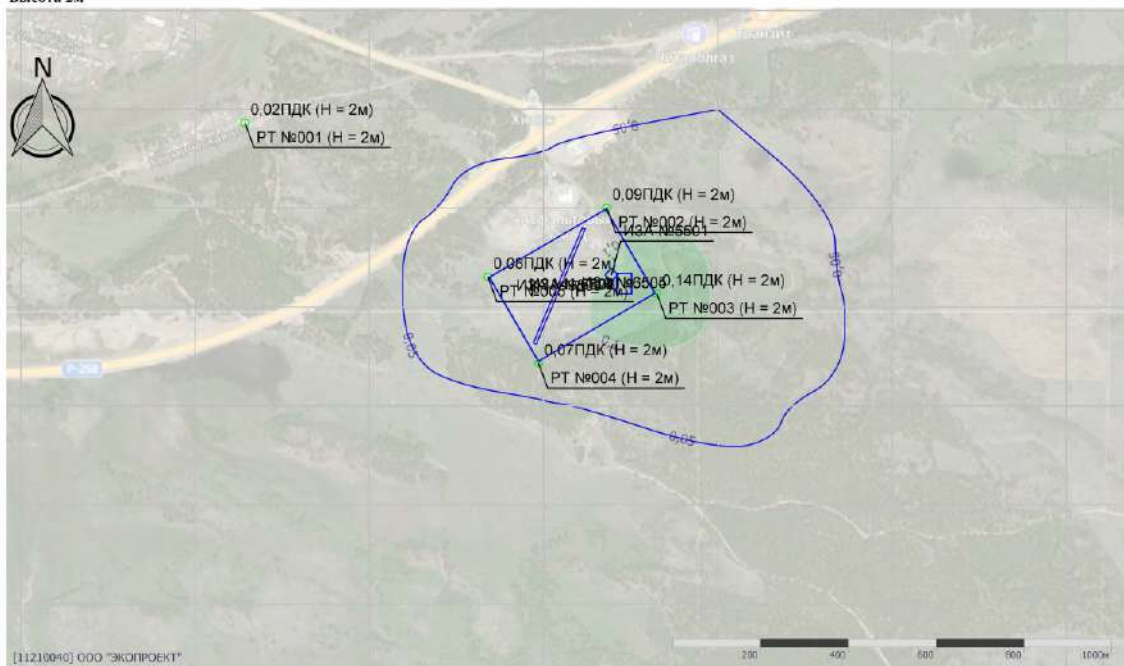 Высота 2м
Транзит
N
0,02ПДК (Н = 2м)
РТ №001 (Н = 2м)
0,05
0,09ПДК (Н = 2м)
РТ №002 (Н = 2м)
ИЗА №5501
0,06ПДК (Н = 2м)
0,14ПДК (Н = 2м)
РТ №003 (Н = 2м)
0,05
0,05
0,07ПДК (Н = 2м)
РТ №004 (Н = 2м)
Р-258
0,05
[11210040] ООО "ЭКОПРОЕКТ"
200
400
600
800
1000м